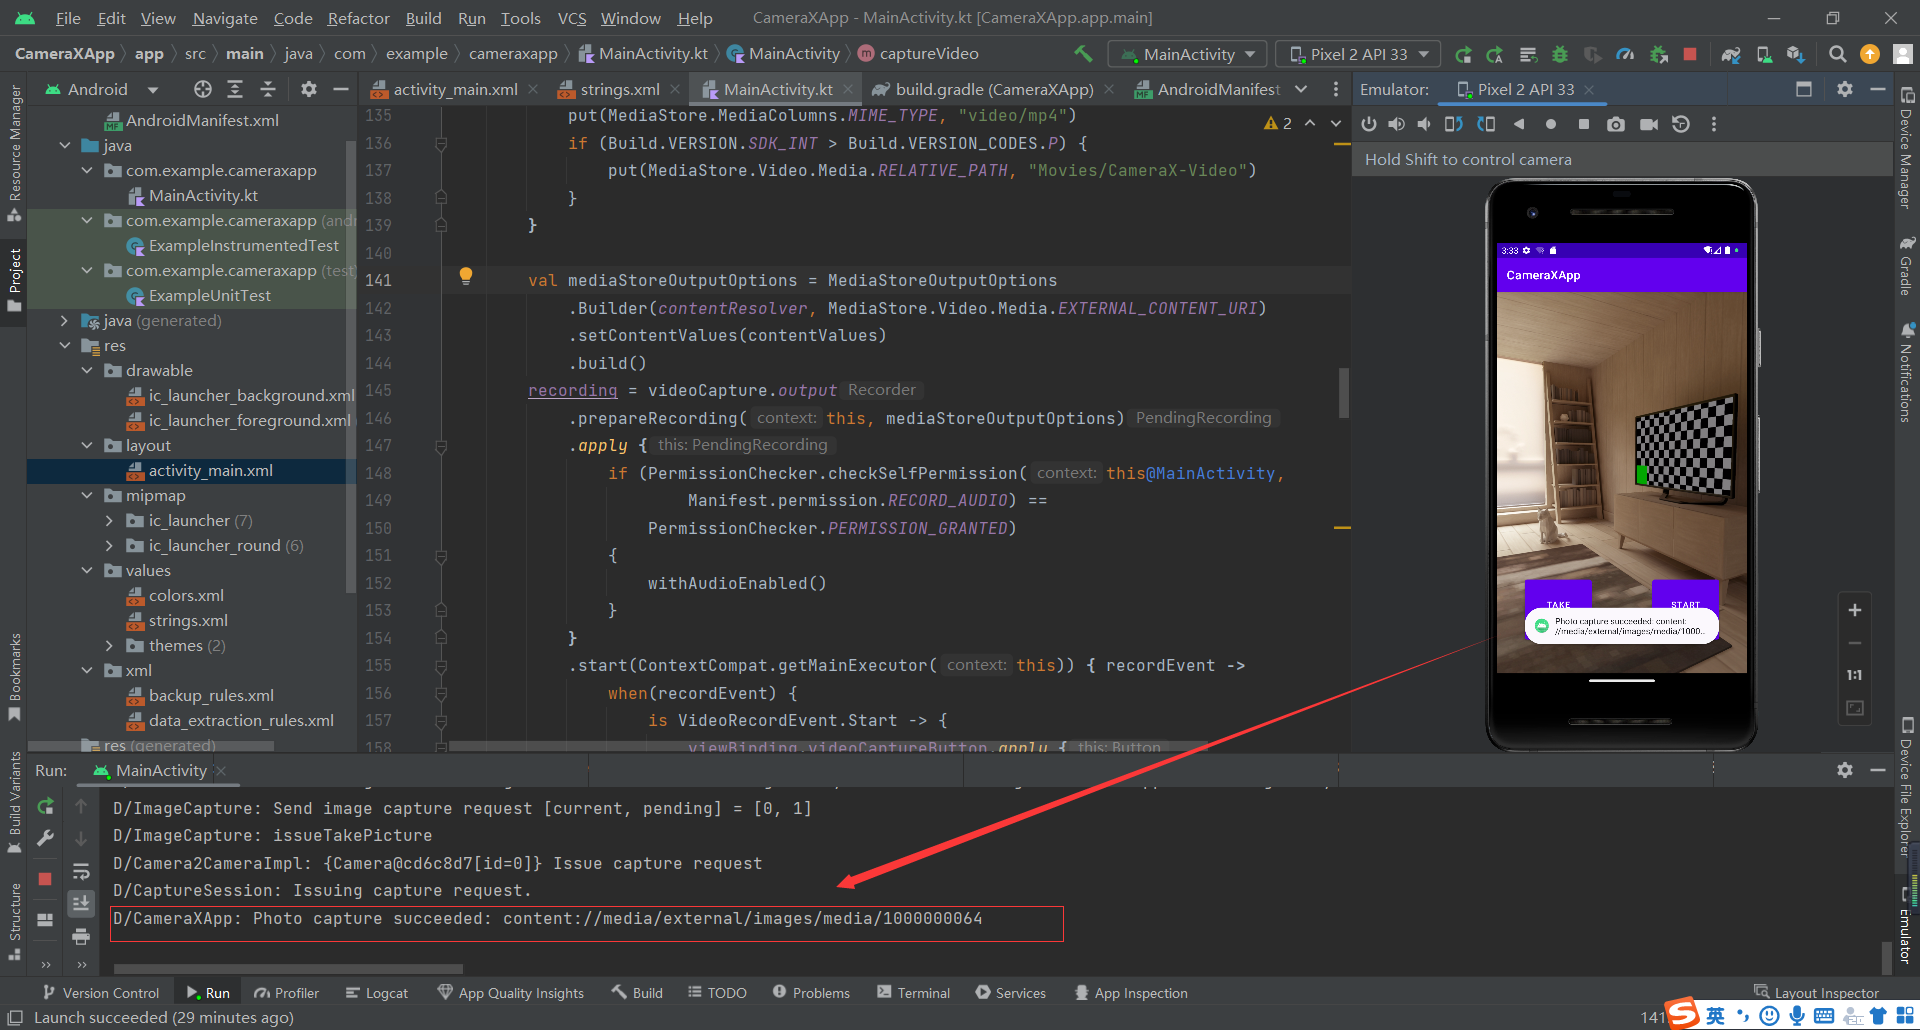 File Edit View Navigate Code Refactor Build Run Tools VCS Window Help CameraXApp - MainActivity.kt [CameraXApp.app.main]
CameraXApp app src main java com example cameraxapp MainActivity.kt MainActivity captureVideo MainActivity Pixel 2 API 33
Resource Manager
Project
Bookmarks
Build Variants
Structure
Android
AndroidManifest.xml
java
com.example.cameraxapp
MainActivity.kt
com.example.cameraxapp (and
ExampleInstrumentedTest
com.example.cameraxapp (test
ExampleUnitTest
java (generated)
res
drawable
ic_launcher_background.xml
ic_launcher_foreground.xml
layout
activity_main.xml
mipmap
ic_launcher (7)
ic_launcher_round (6)
values
colors.xml
strings.xml
themes (2)
xml
backup_rules.xml
data_extraction_rules.xml
res (generated)
activity_main.xml strings.xml MainActivity.kt build.gradle (CameraXApp) AndroidManifest
2
135 put(MediaStore.MediaColumns.MIME_TYPE, "video/mp4")
136 if (Build.VERSION.SDK_INT > Build.VERSION_CODES.P) {
137 put(MediaStore.Video.Media.RELATIVE_PATH, "Movies/CameraX-Video")
138 }
139 }
140
141 val mediaStoreOutputOptions = MediaStoreOutputOptions
142 .Builder(contentResolver, MediaStore.Video.Media.EXTERNAL_CONTENT_URI)
143 .setContentValues(contentValues)
144 .build()
145 recording = videoCapture.output Recorder
146 .prepareRecording( context: this, mediaStoreOutputOptions) PendingRecording
147 .apply { this: PendingRecording
148 if (PermissionChecker.checkSelfPermission( context: this@MainActivity,
149 Manifest.permission.RECORD_AUDIO) ==
150 PermissionChecker.PERMISSION_GRANTED)
151 {
152 withAudioEnabled()
153 }
154 }
155 .start(ContextCompat.getMainExecutor( context: this)) { recordEvent ->
156 when(recordEvent) {
157 is VideoRecordEvent.Start -> {
158 viewBinding.videoCaptureButton.apply { this: Button
Emulator: Pixel 2 API 33
Hold Shift to control camera
3:33
CameraXApp
TAKE START
Photo capture succeeded: content:
//media/external/images/media/1000...
1:1
Device Manager
Gradle
Notifications
Device File Explorer
Emulator
Run: MainActivity
D/ImageCapture: Send image capture request [current, pending] = [0, 1]
D/ImageCapture: issueTakePicture
D/Camera2CameraImpl: {Camera@cd6c8d7[id=0]} Issue capture request
D/CaptureSession: Issuing capture request.
D/CameraXApp: Photo capture succeeded: content://media/external/images/media/1000000064
Version Control Run Profiler Logcat App Quality Insights Build TODO Problems Terminal Services App Inspection Layout Inspector
Launch succeeded (29 minutes ago) 141
英